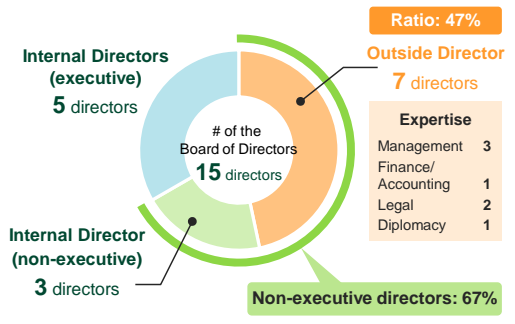 Ratio: 47%
Outside Director
7 directors
Internal Directors
(executive)
5 directors
# of the
Board of Directors
15 directors
Expertise
Management 3
Finance/
Accounting 1
Legal 2
Diplomacy 1
Internal Director
(non-executive)
3 directors
Non-executive directors: 67%